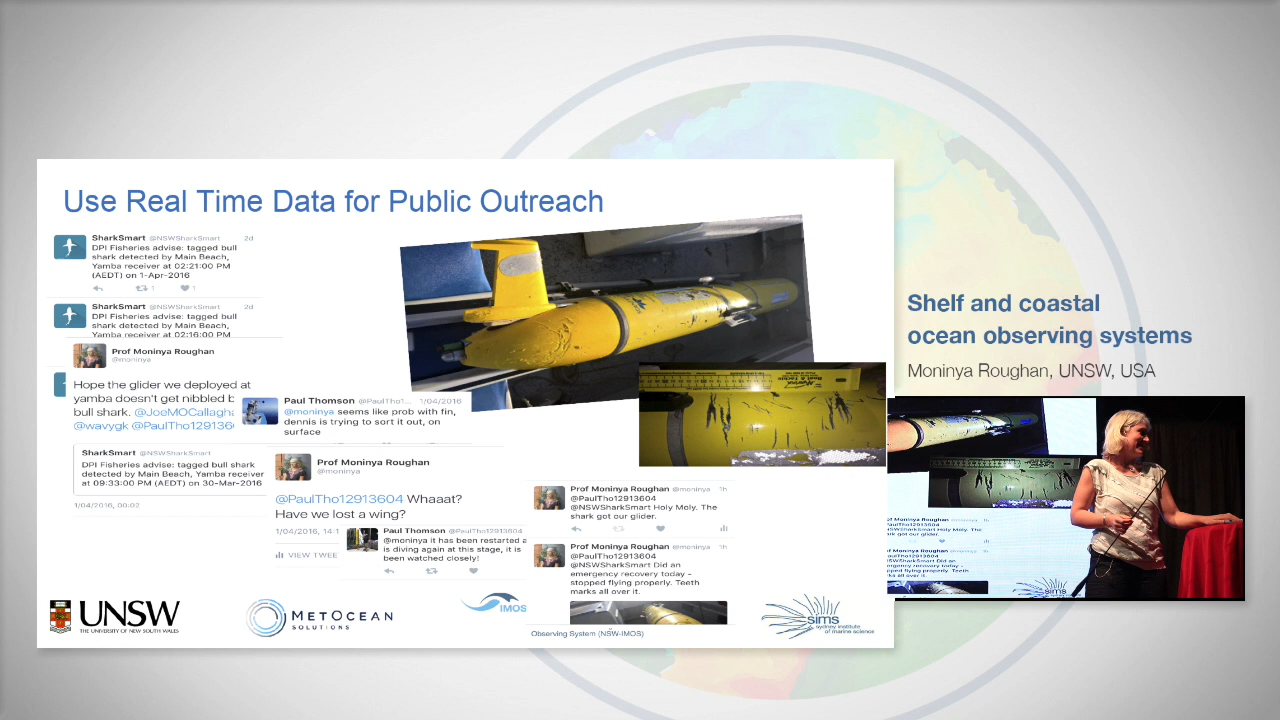 Use Real Time Data for Public Outreach
SharkSmart @NSWSharkSmart 2d
DPI Fisheries advise: tagged bull
shark detected by Main Beach,
Yamba receiver at 02:21:00 PM
(AEDT) on 1-Apr-2016
1 1
SharkSmart @NSWSharkSmart 2d
DPI Fisheries advise: tagged bull
shark detected by Main Beach,
Yamba receiver at 02:16:00 PM
Prof Moninya Roughan
@moninya
Hope the glider we deployed at
yamba doesn't get nibbled b
bull shark. @JoeMOCallagha
@wavygk @PaulTho129136
SharkSmart @NSWSharkSmart
DPI Fisheries advise: tagged bull shark
detected by Main Beach, Yamba receiver
at 09:33:00 PM (AEDT) on 30-Mar-2016
1/04/2016, 00:02
Paul Thomson @PaulTho1... 1/04/2016
@moninya seems like prob with fin,
dennis is trying to sort it out, on
surface
Prof Moninya Roughan
@moninya
@PaulTho12913604 Whaaat?
Have we lost a wing?
1/04/2016, 14:1
VIEW TWEE
Paul Thomson @PaulTho12913604
@moninya it has been restarted a
is diving again at this stage, it is
been watched closely!
Prof Moninya Roughan @moninya 1h
@PaulTho12913604
@NSWSharkSmart Holy Moly. The
shark got our glider.
Prof Moninya Roughan @moninya 1h
@PaulTho12913604
@NSWSharkSmart Did an
emergency recovery today -
stopped flying properly. Teeth
marks all over it.
UNSW
THE UNIVERSITY OF NEW SOUTH WALES
METOCEAN
SOLUTIONS
IMOS
Observing System (NSW-IMOS)
sims
sydney institute
of marine science
Shelf and coastal
ocean observing systems
Moninya Roughan, UNSW, USA